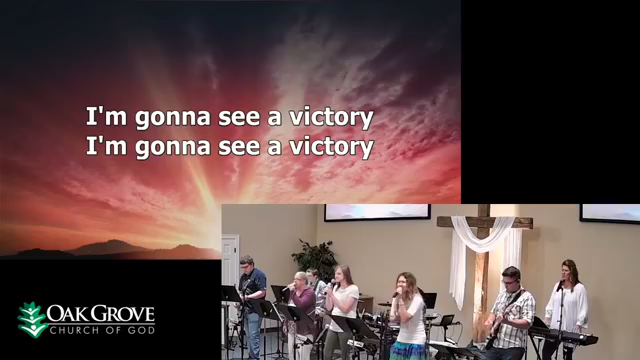 I'm gonna see a victory
I'm gonna see a victory
OAK GROVE
CHURCH OF GOD